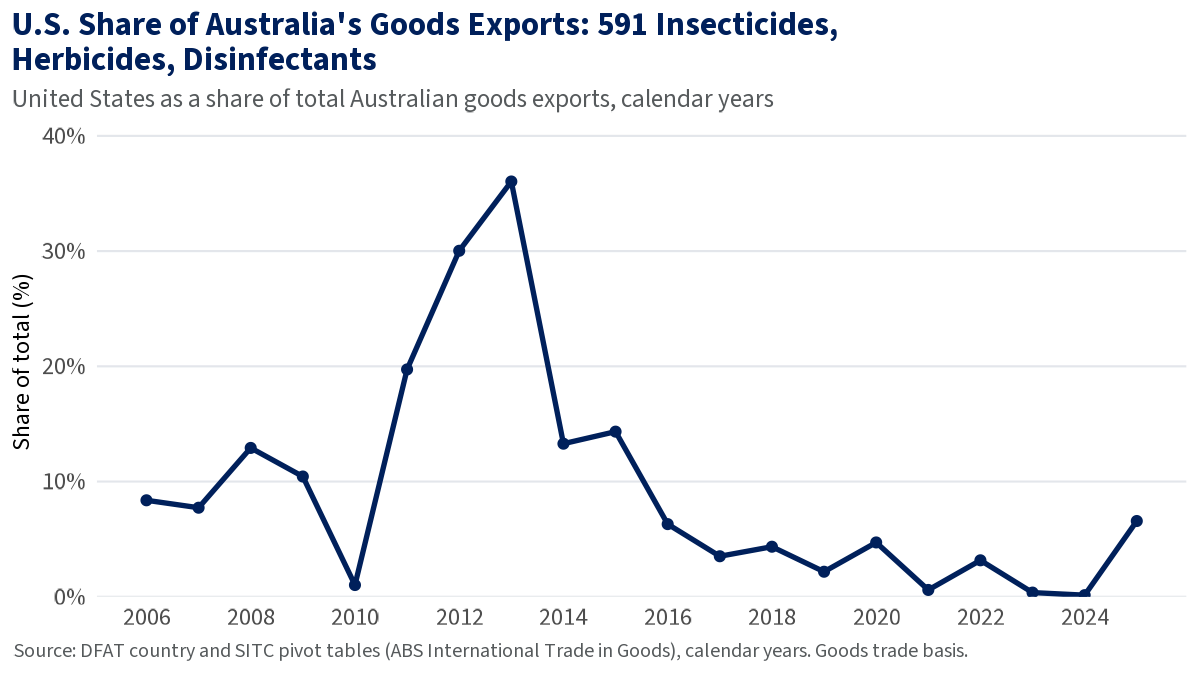 U.S. Share of Australia's Goods Exports: 591 Insecticides,
Herbicides, Disinfectants
United States as a share of total Australian goods exports, calendar years
Share of total (%)
40%
30%
20%
10%
0%
2006 2008 2010 2012 2014 2016 2018 2020 2022 2024
Source: DFAT country and SITC pivot tables (ABS International Trade in Goods), calendar years. Goods trade basis.